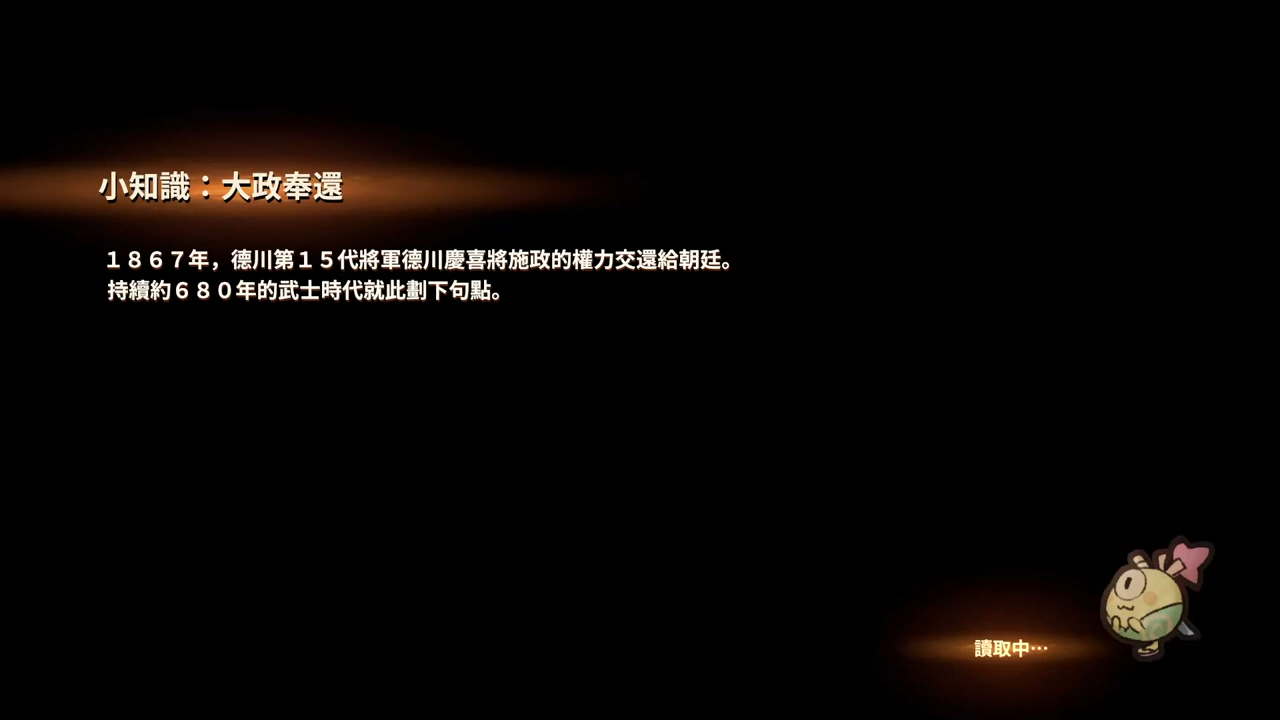 小知識：大政奉還
１８６７年，德川第１５代將軍德川慶喜將施政的權力交還給朝廷。
持續約６８０年的武士時代就此劃下句點。
讀取中…